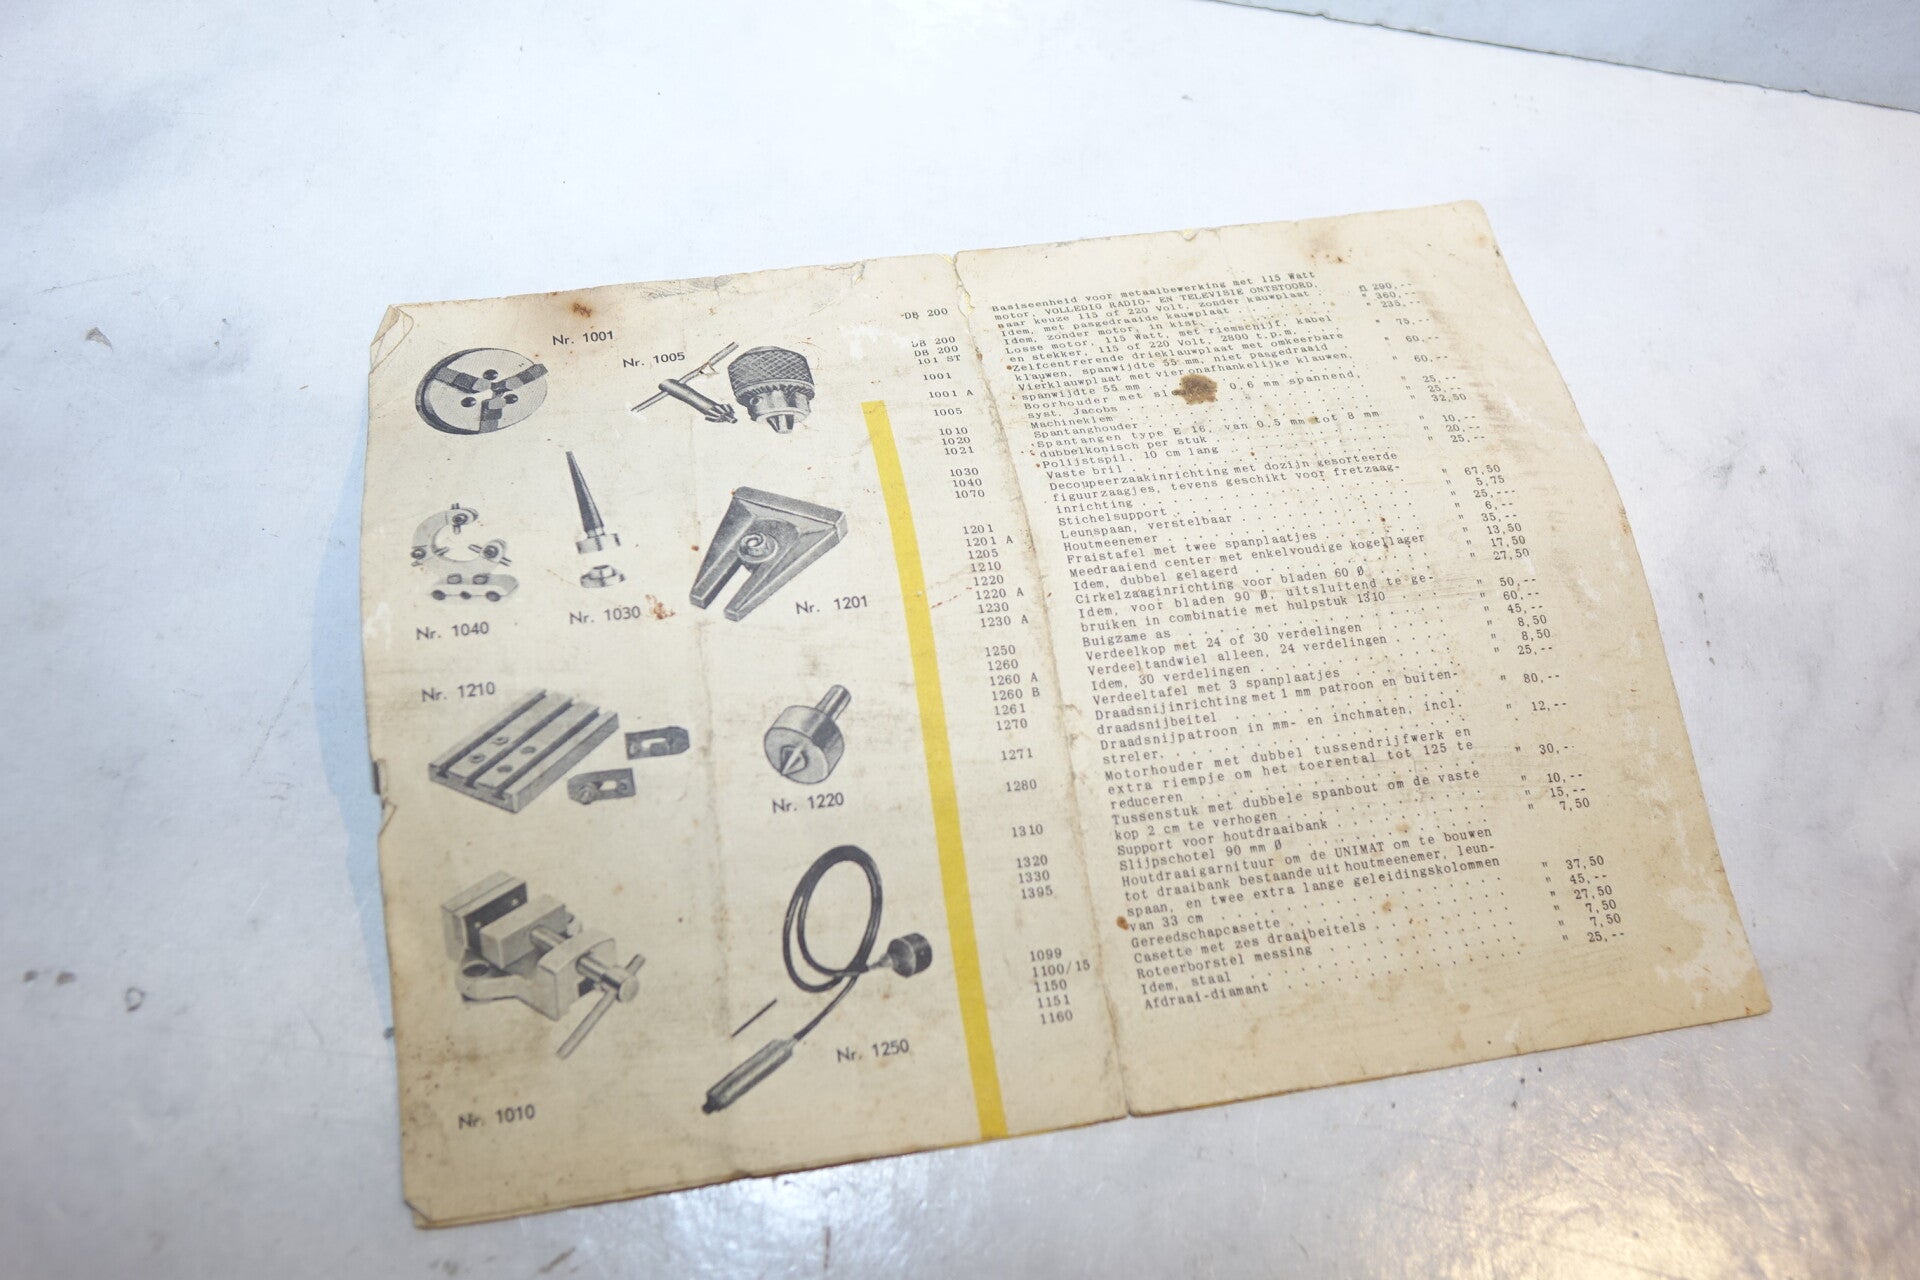 Nr. 1001
Nr. 1005
Nr. 1040
Nr. 1030
Nr. 1201
Nr. 1210
Nr. 1220
Nr. 1250
Nr. 1010
DB 200
DB 200
DB 200
101 ST
1001
1001 A
1005
1010
1020
1021
1030
1040
1070
1201
1201 A
1205
1210
1220
1220 A
1230
1230 A
1250
1260
1260 A
1260 B
1261
1270
1271
1280
1310
1320
1330
1395
1099
1100/15
1150
1151
1160
Basiseenheid voor metaalbewerking met 115 Watt
motor, VOLLEDIG RADIO- EN TELEVISIE ONTSTOORD,
naar keuze 115 of 220 Volt, zonder kauwplaat . fl 290,--
Idem, met pasgedraaide kauwplaat . . . . " 360,--
Idem, zonder motor, in kist. . . . . . " 235,--
Losse motor, 115 Watt, met riemschijf, kabel
en stekker, 115 of 220 Volt, 2800 t.p.m. . " 75,--
Zelfcentrerende drieklauwplaat met omkeerbare
klauwen, spanwijdte 55 mm, niet pasgedraaid . " 60,--
Vierklauwplaat met vier onafhankelijke klauwen,
spanwijdte 55 mm . . . . . " 60,--
Boorhouder met 0,6 mm spannend,
syst. Jacobs . . . . . . " 25,--
Machineklem . . . . . . " 25,--
Spantanghouder . . . . . . " 32,50
Spantangen type E 16, van 0,5 mm tot 8 mm
dubbelkonisch per stuk . . . . . " 10,--
Polijstspil, 10 cm lang . . . . . " 20,--
Vaste bril . . . . . . " 25,--
Decoupeerzaakinrichting met dozijn gesorteerde
figuurzaagjes, tevens geschikt voor fretzaag-
inrichting . . . . . . " 67,50
Stichelsupport . . . . . . " 5,75
Leunspaan, verstelbaar . . . . . " 25,---
Houtmeenemer . . . . . . " 6,--
Fraistafel met twee spanplaatjes . . . " 35,--
Meedraaiend center met enkelvoudige kogellager " 13,50
Idem, dubbel gelagerd . . . . . " 17,50
Cirkelzaaginrichting voor bladen 60 Ø . . " 27,50
Idem, voor bladen 90 Ø, uitsluitend te ge-
bruiken in combinatie met hulpstuk 1310 . . " 50,--
Buigzame as . . . . . . " 60,--
Verdeelkop met 24 of 30 verdelingen . . . " 45,--
Verdeeltandwiel alleen, 24 verdelingen . . " 8,50
Idem, 30 verdelingen . . . . . " 8,50
Verdeeltafel met 3 spanplaatjes . . . " 25,--
Draadsnijinrichting met 1 mm patroon en buiten-
draadsnijbeitel . . . . . . " 80,--
Draadsnijpatroon in mm- en inchmaten, incl.
streler. . . . . . . " 12,--
Motorhouder met dubbel tussendrijfwerk en
extra riempje om het toerental tot 125 te
reduceren . . . . . . " 30,--
Tussenstuk met dubbele spanbout om de vaste
kop 2 cm te verhogen . . . . . " 10,--
Support voor houtdraaibank . . . . " 15,--
Slijpschotel 90 mm Ø . . . . . " 7,50
Houtdraaigarnituur om de UNIMAT om te bouwen
tot draaibank bestaande uit houtmeenemer, leun-
spaan, en twee extra lange geleidingskolommen
van 33 cm . . . . . . " 37,50
Gereedschapcasette . . . . . " 45,--
Casette met zes draaibeitels . . . . " 27,50
Roteerborstel messing . . . . . " 7,50
Idem, staal . . . . . . " 7,50
Afdraai-diamant . . . . . " 25,--